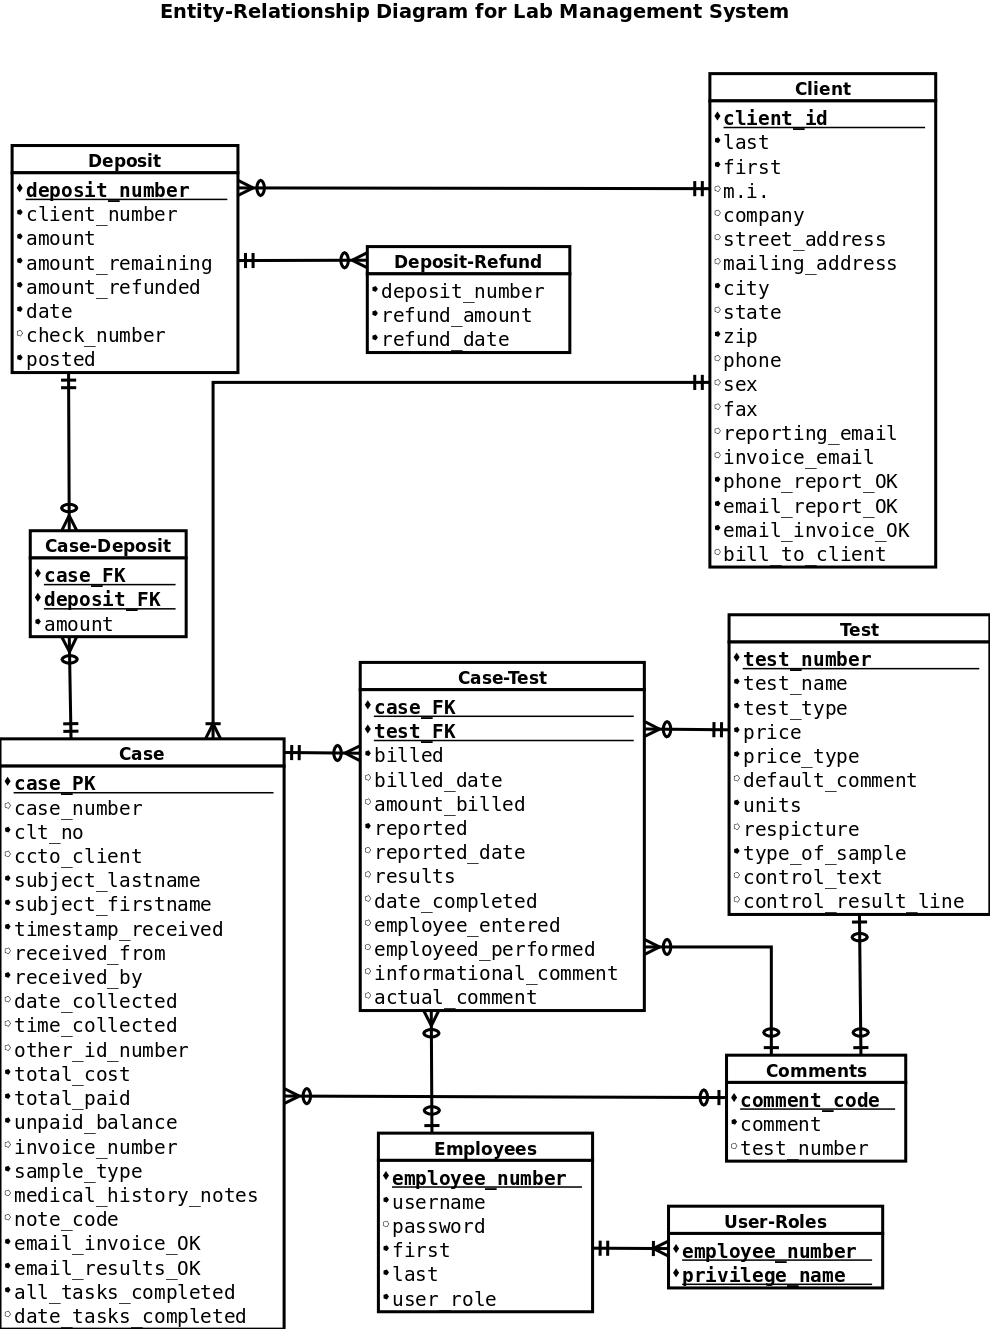 Entity-Relationship Diagram for Lab Management System
Client
client_id
last
first
m.i.
company
street_address
mailing_address
city
state
zip
phone
sex
fax
reporting_email
invoice_email
phone_report_OK
email_report_OK
email_invoice_OK
bill_to_client
Deposit
deposit_number
client_number
amount
amount_remaining
amount_refunded
date
check_number
posted
Deposit-Refund
deposit_number
refund_amount
refund_date
Case-Deposit
case_FK
deposit_FK
amount
Test
test_number
test_name
test_type
price
price_type
default_comment
units
respicture
type_of_sample
control_text
control_result_line
Case-Test
case_FK
test_FK
billed
billed_date
amount_billed
reported
reported_date
results
date_completed
employee_entered
employeed_performed
informational_comment
actual_comment
Case
case_PK
case_number
clt_no
ccto_client
subject_lastname
subject_firstname
timestamp_received
received_from
received_by
date_collected
time_collected
other_id_number
total_cost
total_paid
unpaid_balance
invoice_number
sample_type
medical_history_notes
note_code
email_invoice_OK
email_results_OK
all_tasks_completed
date_tasks_completed
Comments
comment_code
comment
test_number
Employees
employee_number
username
password
first
last
user_role
User-Roles
employee_number
privilege_name